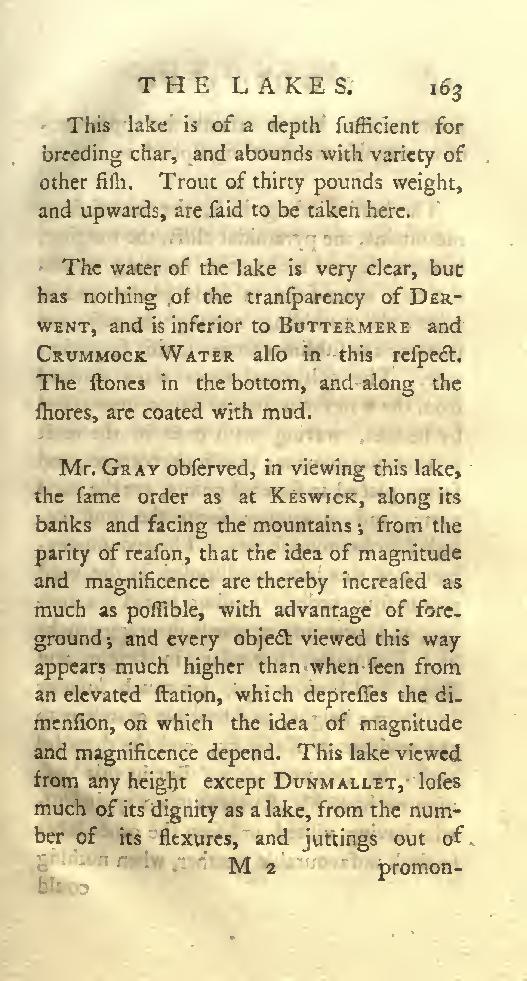 THE LAKES. 163
This lake is of a depth ſufficient for
breeding char, and abounds with variety of
other fiſh. Trout of thirty pounds weight,
and upwards, are ſaid to be taken here.
The water of the lake is very clear, but
has nothing of the tranſparency of DER-
WENT, and is inferior to BUTTERMERE and
CRUMMOCK WATER alſo in this reſpect.
The ſtones in the bottom, and along the
ſhores, are coated with mud.
Mr. GRAY obſerved, in viewing this lake,
the ſame order as at KESWICK, along its
banks and facing the mountains; from the
parity of reaſon, that the idea of magnitude
and magnificence are thereby increaſed as
much as poſſible, with advantage of fore-
ground; and every object viewed this way
appears much higher than when ſeen from
an elevated ſtation, which depreſſes the di-
menſion, on which the idea of magnitude
and magnificence depend. This lake viewed
from any height except DUNMALLET, loſes
much of its dignity as a lake, from the num-
ber of its flexures, and juttings out of
M 2 promon-